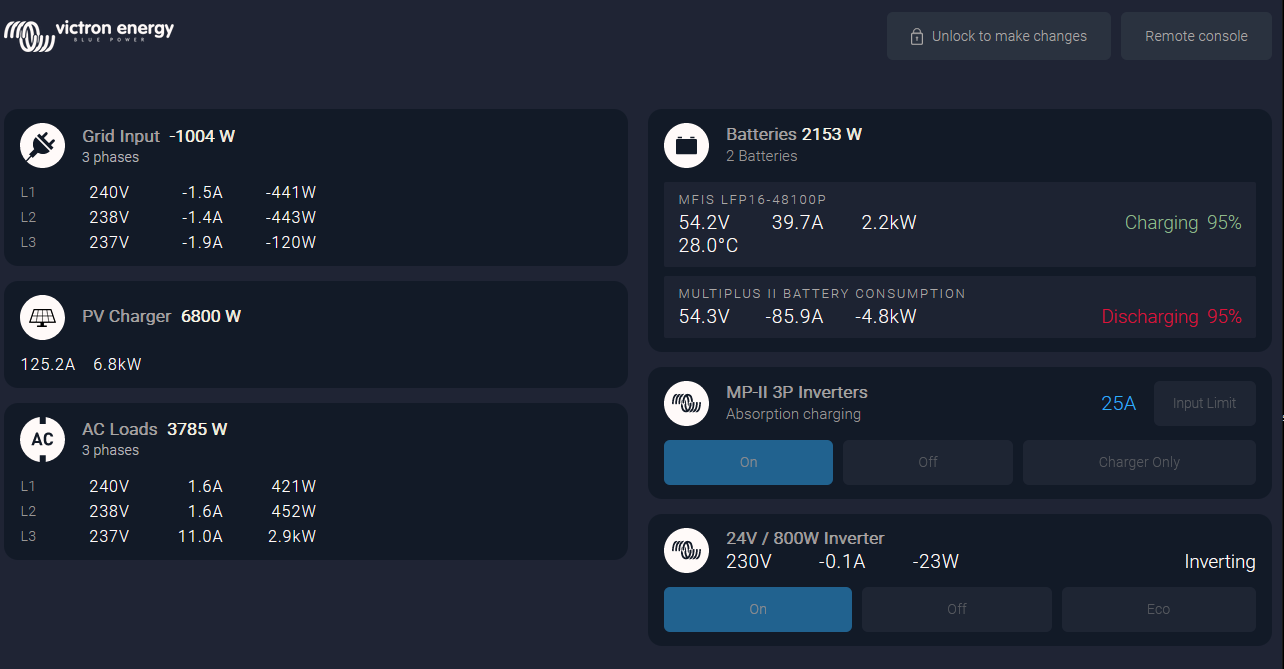 victron energy
BLUE POWER
Unlock to make changes
Remote console
Grid Input -1004 W
3 phases
L1 240V -1.5A -441W
L2 238V -1.4A -443W
L3 237V -1.9A -120W
PV Charger 6800 W
125.2A 6.8kW
AC
AC Loads 3785 W
3 phases
L1 240V 1.6A 421W
L2 238V 1.6A 452W
L3 237V 11.0A 2.9kW
Batteries 2153 W
2 Batteries
MFIS LFP16-48100P
54.2V 39.7A 2.2kW Charging 95%
28.0°C
MULTIPLUS II BATTERY CONSUMPTION
54.3V -85.9A -4.8kW Discharging 95%
MP-II 3P Inverters
Absorption charging
25A Input Limit
On Off Charger Only
24V / 800W Inverter
230V -0.1A -23W Inverting
On Off Eco